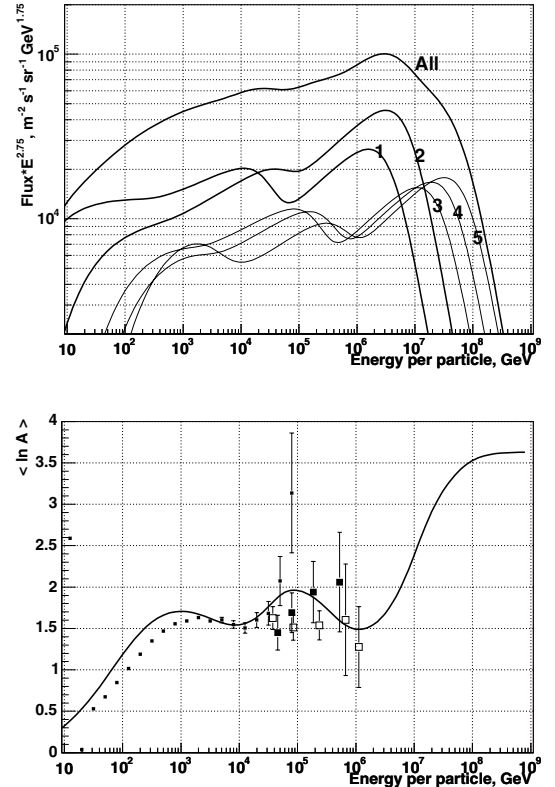 Flux*E^2.75, m^-2 s^-1 sr^-1 GeV^1.75
10^5
10^4
All
1
2
3
4
5
10 10^2 10^3 10^4 10^5 10^6 10^7 10^8 10^9
Energy per particle, GeV
< ln A >
4
3.5
3
2.5
2
1.5
1
0.5
0
10 10^2 10^3 10^4 10^5 10^6 10^7 10^8 10^9
Energy per particle, GeV